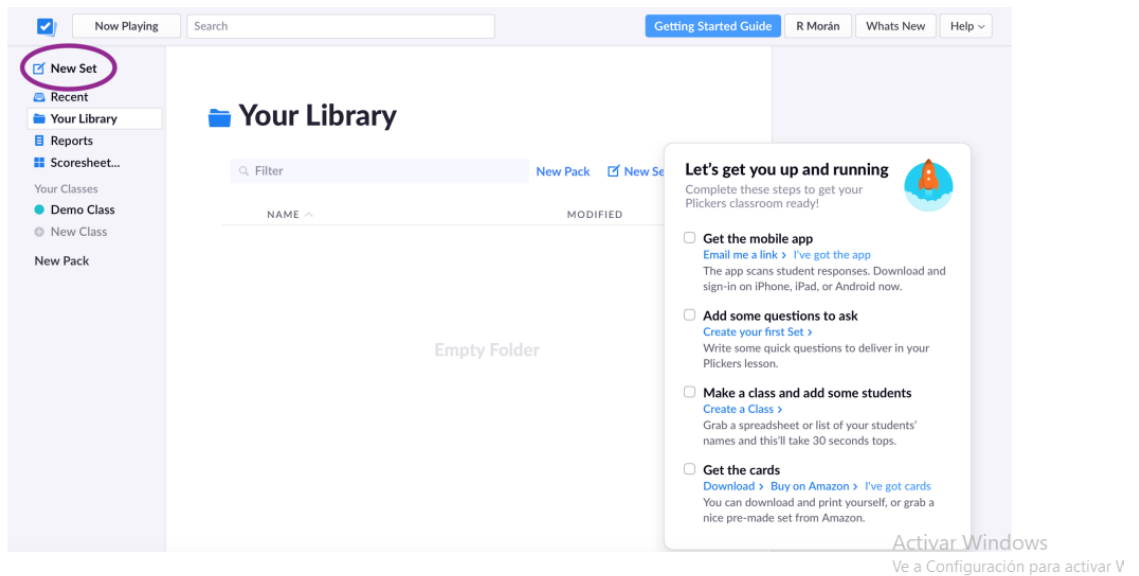 Now Playing
Search
Getting Started Guide
R Morán
Whats New
Help
New Set
Recent
Your Library
Reports
Scoresheet...
Your Classes
Demo Class
New Class
New Pack
Your Library
Filter
New Pack
New Se
NAME
MODIFIED
Empty Folder
Let's get you up and running
Complete these steps to get your
Plickers classroom ready!
Get the mobile app
Email me a link > I've got the app
The app scans student responses. Download and
sign-in on iPhone, iPad, or Android now.
Add some questions to ask
Create your first Set >
Write some quick questions to deliver in your
Plickers lesson.
Make a class and add some students
Create a Class >
Grab a spreadsheet or list of your students'
names and this'll take 30 seconds tops.
Get the cards
Download > Buy on Amazon > I've got cards
You can download and print yourself, or grab a
nice pre-made set from Amazon.
Activar Windows
Ve a Configuración para activar W